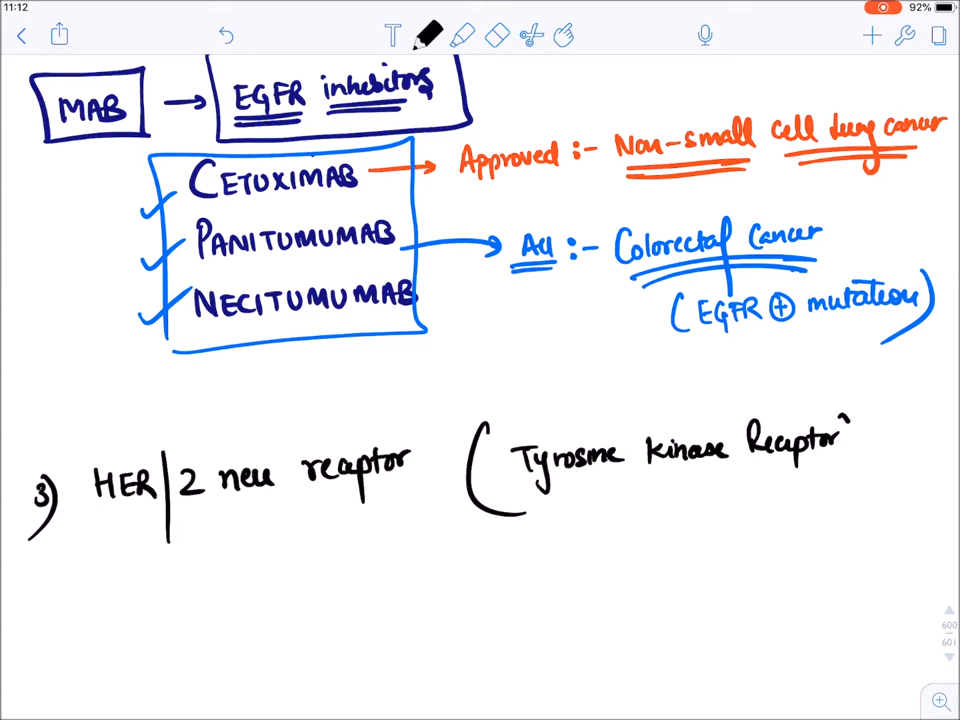 11:12
92%
T
MAB → EGFR inhibitors
CETUXIMAB → Approved :- Non-small cell lung cancer
PANITUMUMAB → All :- Colorectal Cancer
NECITUMUMAB (EGFR ⊕ mutation)
3) HER|2 neu receptor (Tyrosine kinase Receptor
600
601